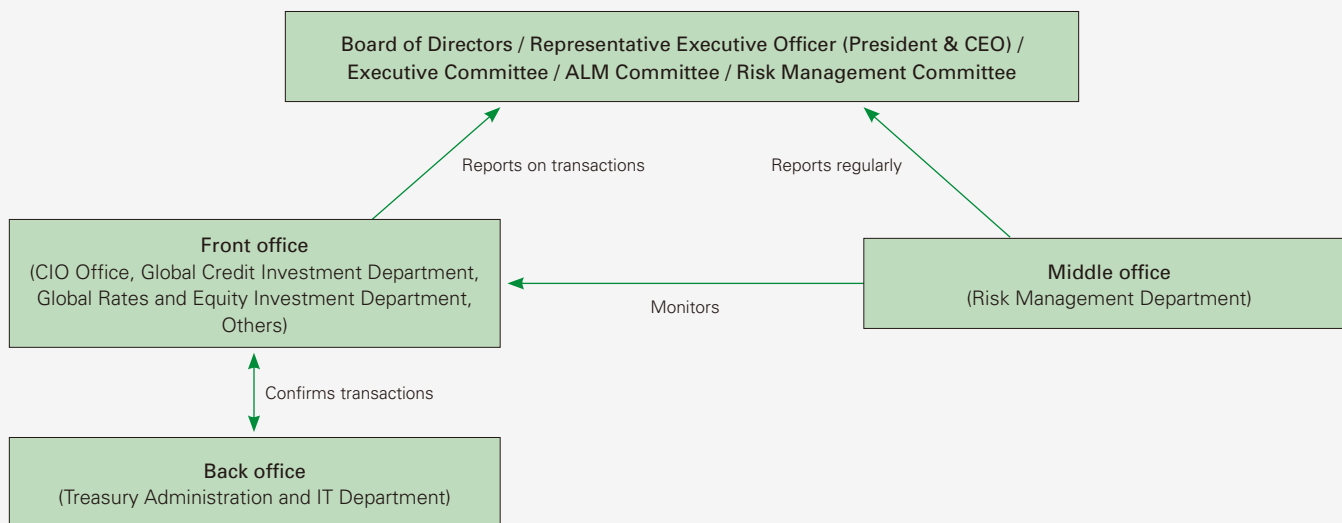 Board of Directors / Representative Executive Officer (President & CEO) /
Executive Committee / ALM Committee / Risk Management Committee
Reports on transactions
Reports regularly
Front office
(CIO Office, Global Credit Investment Department,
Global Rates and Equity Investment Department,
Others)
Middle office
(Risk Management Department)
Monitors
Confirms transactions
Back office
(Treasury Administration and IT Department)